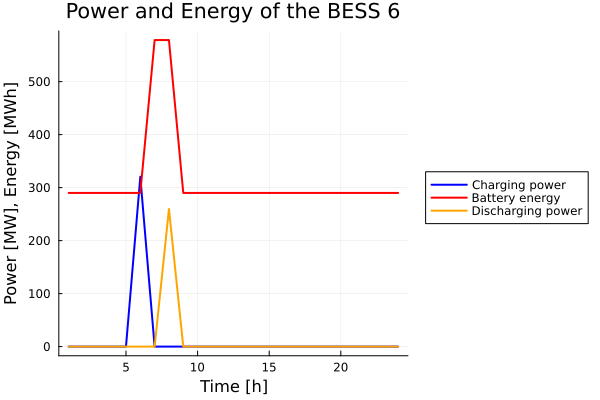 Power and Energy of the BESS 6
Power [MW], Energy [MWh]
500
400
300
200
100
0
5 10 15 20
Time [h]
Charging power
Battery energy
Discharging power